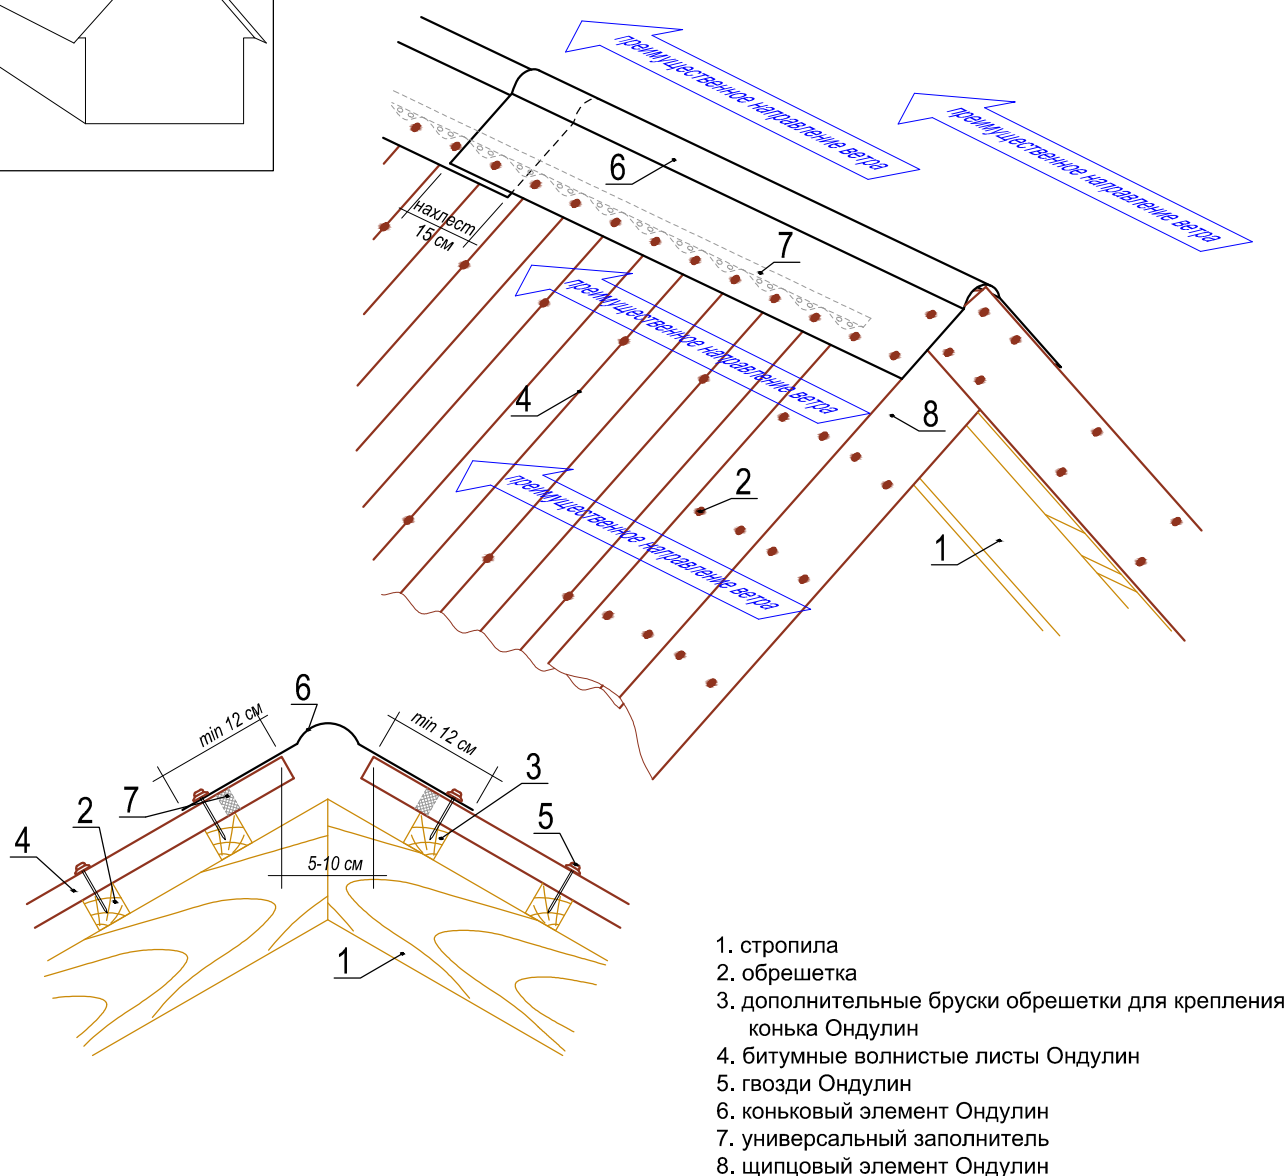 преимущественное направление ветра
преимущественное направление ветра
6
7
нахлест
15 см
преимущественное направление ветра
4
8
преимущественное направление ветра
2
1
6
min 12 см
min 12 см
3
7
2
5
4
5-10 см
1
1. стропила
2. обрешетка
3. дополнительные бруски обрешетки для крепления
конька Ондулин
4. битумные волнистые листы Ондулин
5. гвозди Ондулин
6. коньковый элемент Ондулин
7. универсальный заполнитель
8. щипцовый элемент Ондулин